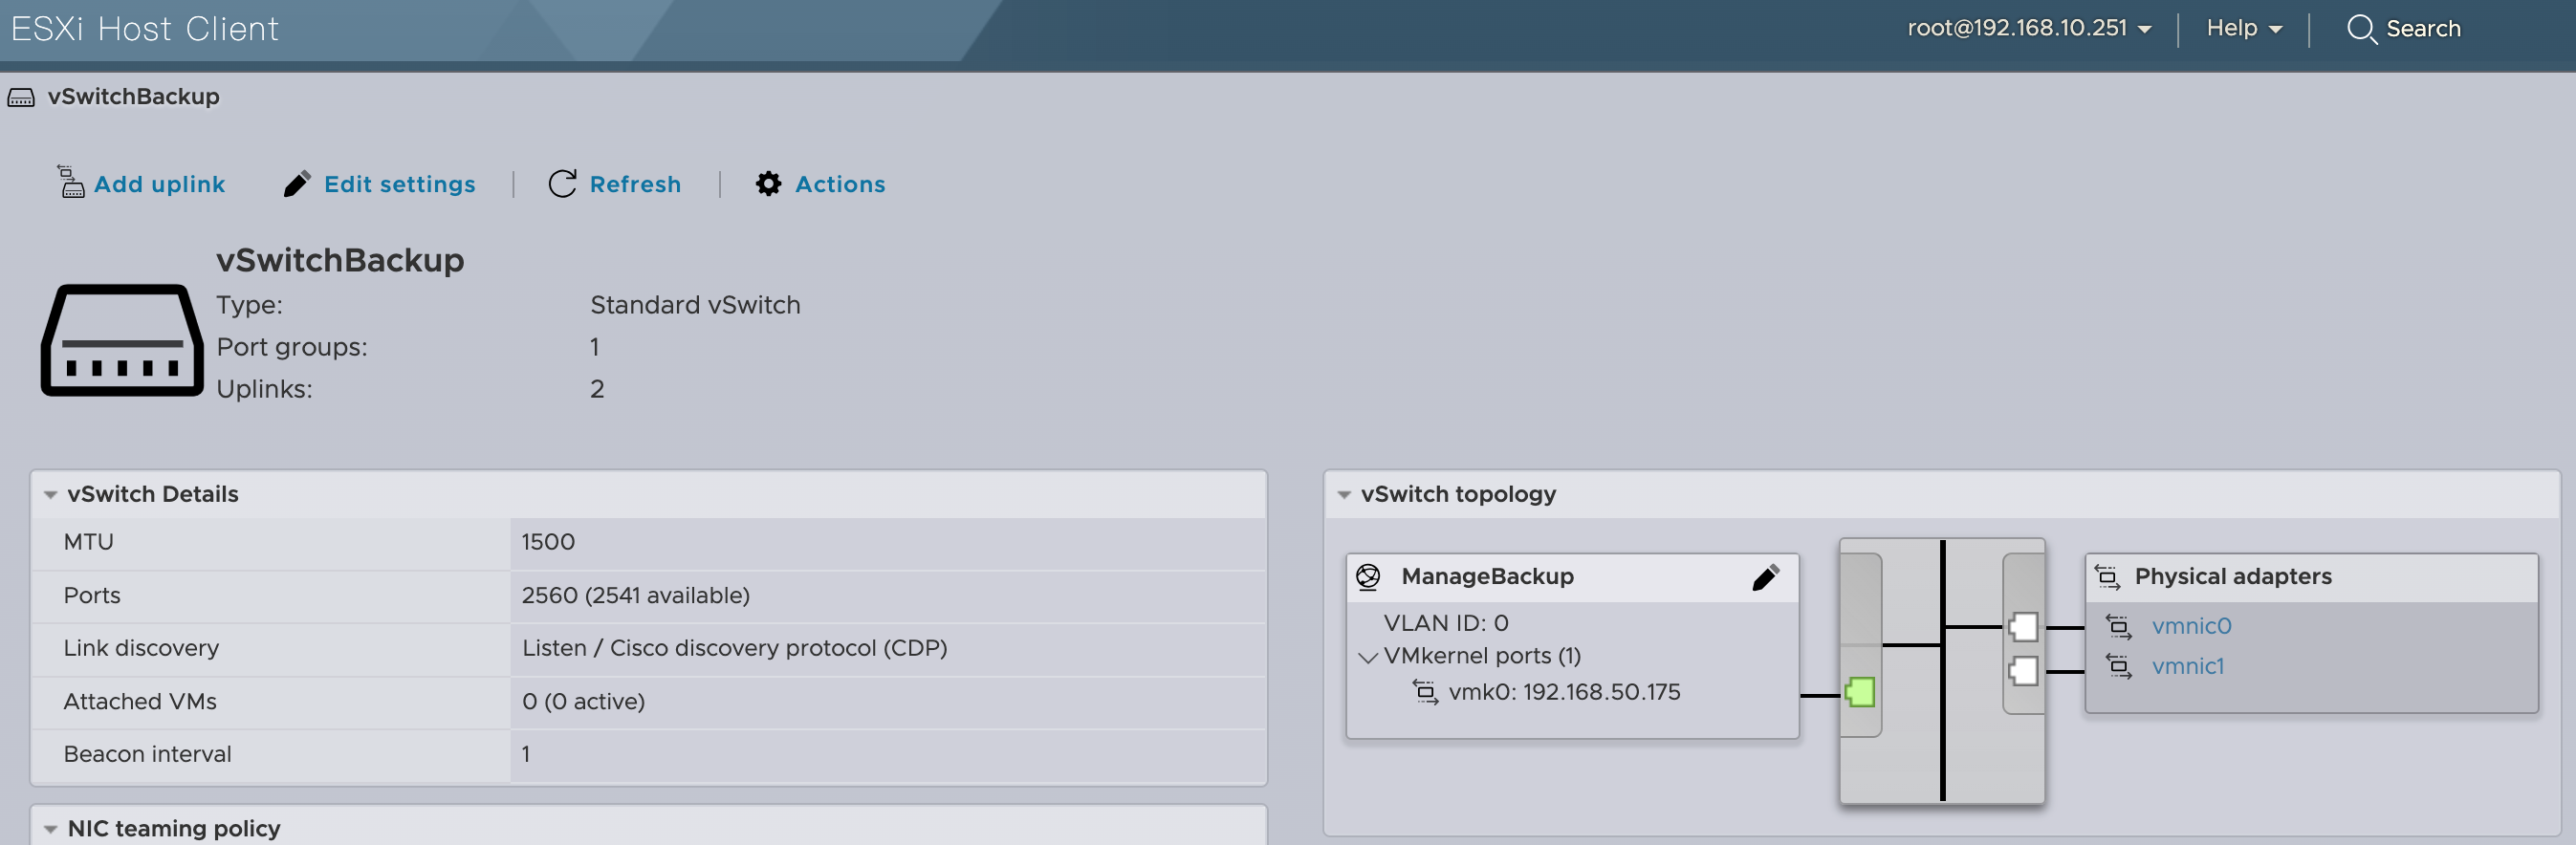 ESXi Host Client
root@192.168.10.251
Help
Search
vSwitchBackup
Add uplink
Edit settings
Refresh
Actions
vSwitchBackup
Type: Standard vSwitch
Port groups: 1
Uplinks: 2
vSwitch Details
MTU 1500
Ports 2560 (2541 available)
Link discovery Listen / Cisco discovery protocol (CDP)
Attached VMs 0 (0 active)
Beacon interval 1
NIC teaming policy
vSwitch topology
ManageBackup
VLAN ID: 0
VMkernel ports (1)
vmk0: 192.168.50.175
Physical adapters
vmnic0
vmnic1